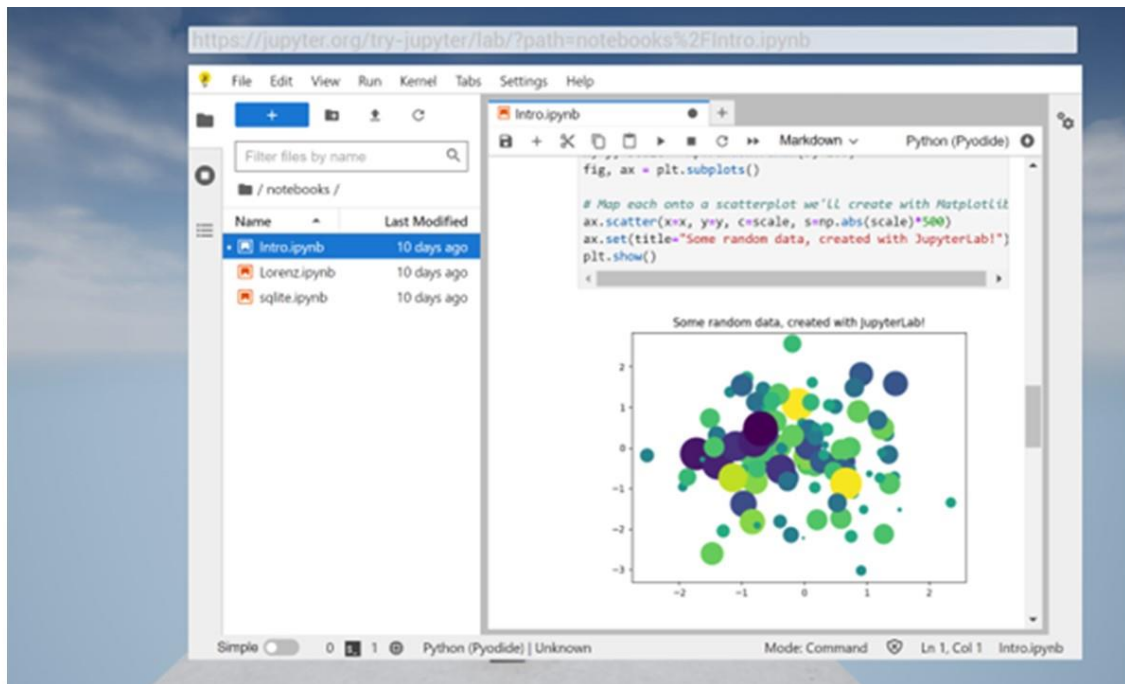 https://jupyter.org/try-jupyter/lab/?path=notebooks%2FIntro.ipynb
File Edit View Run Kernel Tabs Settings Help
+
Filter files by name
/ notebooks /
Name Last Modified
Intro.ipynb 10 days ago
Lorenz.ipynb 10 days ago
sqlite.ipynb 10 days ago
Intro.ipynb +
Markdown Python (Pyodide)
fig, ax = plt.subplots()
# Map each onto a scatterplot we'll create with Matplotlib
ax.scatter(x=x, y=y, c=scale, s=np.abs(scale)*500)
ax.set(title="Some random data, created with JupyterLab!")
plt.show()
Some random data, created with JupyterLab!
2
1
0
−1
−2
−3
−2 −1 0 1 2
Simple 0 1 Python (Pyodide) | Unknown Mode: Command Ln 1, Col 1 Intro.ipynb